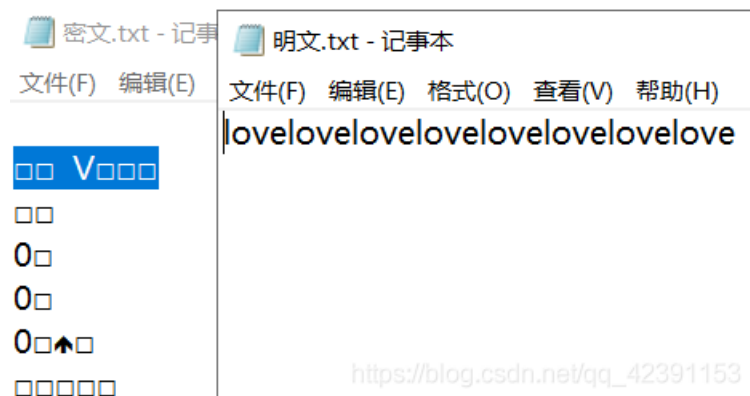 密文.txt - 记事
文件(F) 编辑(E)
□□ V□□□
□□
0□
0□
0□♠□
□□□□□
明文.txt - 记事本
文件(F) 编辑(E) 格式(O) 查看(V) 帮助(H)
lovelovelovelovelovelovelovelove
https://blog.csdn.net/qq_42391153